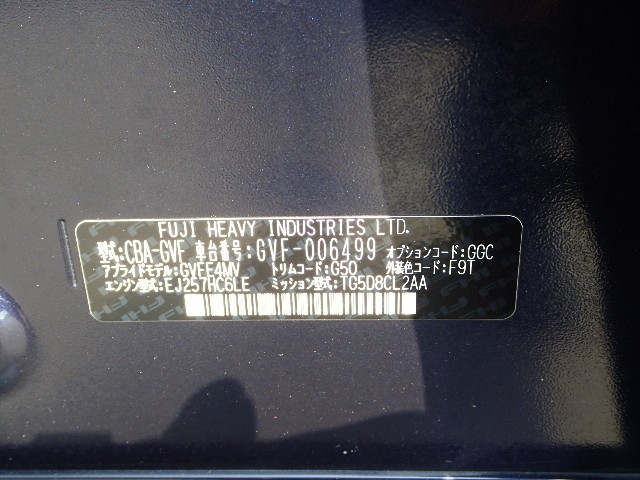 FUJI HEAVY INDUSTRIES LTD.
型式:CBA-GVF 車台番号:GVF-006499 オプションコード:GGC
アプライドモデル:GVFE4MV トリムコード:G50 外装色コード:F9T
エンジン型式:EJ257HC6LE ミッション型式:TG5D8CL2AA